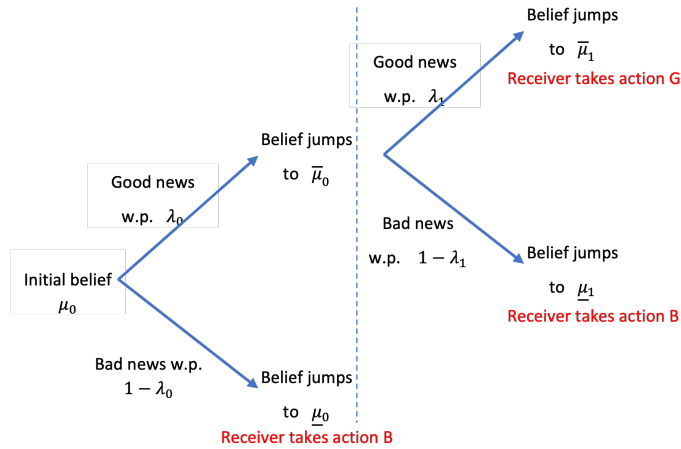 Belief jumps
to μ̅₁
Receiver takes action G
Good news
w.p. λ₁
Belief jumps
to μ̅₀
Good news
w.p. λ₀
Bad news
w.p. 1 − λ₁
Belief jumps
to μ̲₁
Receiver takes action B
Initial belief
μ₀
Bad news w.p.
1 − λ₀
Belief jumps
to μ̲₀
Receiver takes action B